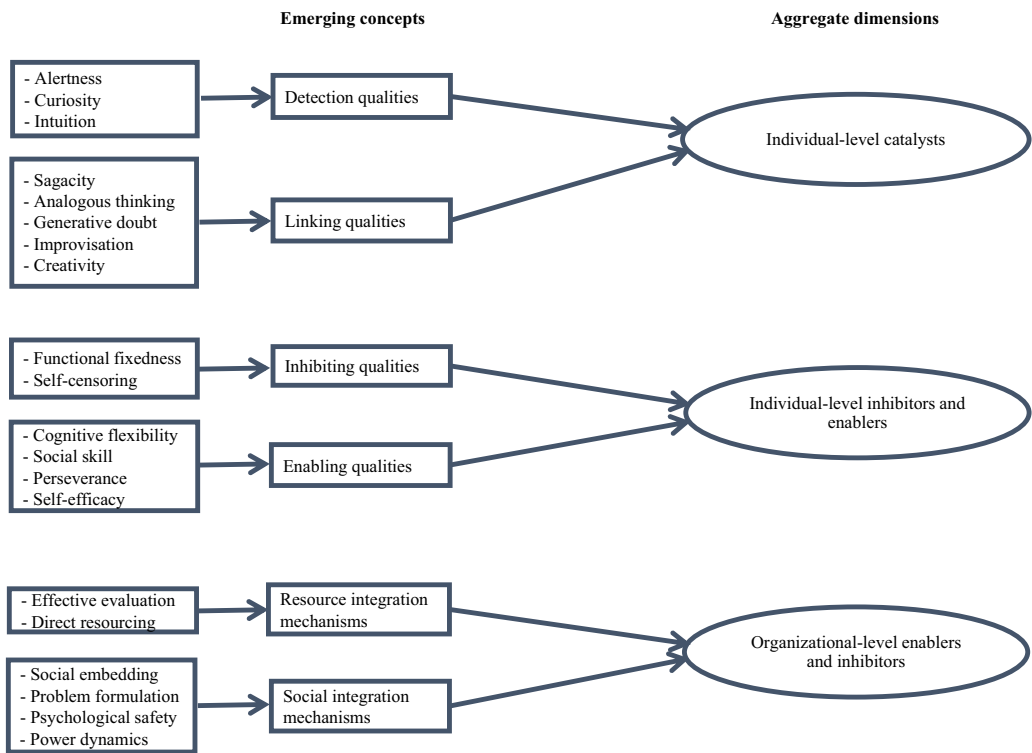 Emerging concepts
Aggregate dimensions
- Alertness
- Curiosity
- Intuition
Detection qualities
Individual-level catalysts
- Sagacity
- Analogous thinking
- Generative doubt
- Improvisation
- Creativity
Linking qualities
- Functional fixedness
- Self-censoring
Inhibiting qualities
Individual-level inhibitors and
enablers
- Cognitive flexibility
- Social skill
- Perseverance
- Self-efficacy
Enabling qualities
- Effective evaluation
- Direct resourcing
Resource integration
mechanisms
Organizational-level enablers
and inhibitors
- Social embedding
- Problem formulation
- Psychological safety
- Power dynamics
Social integration
mechanisms